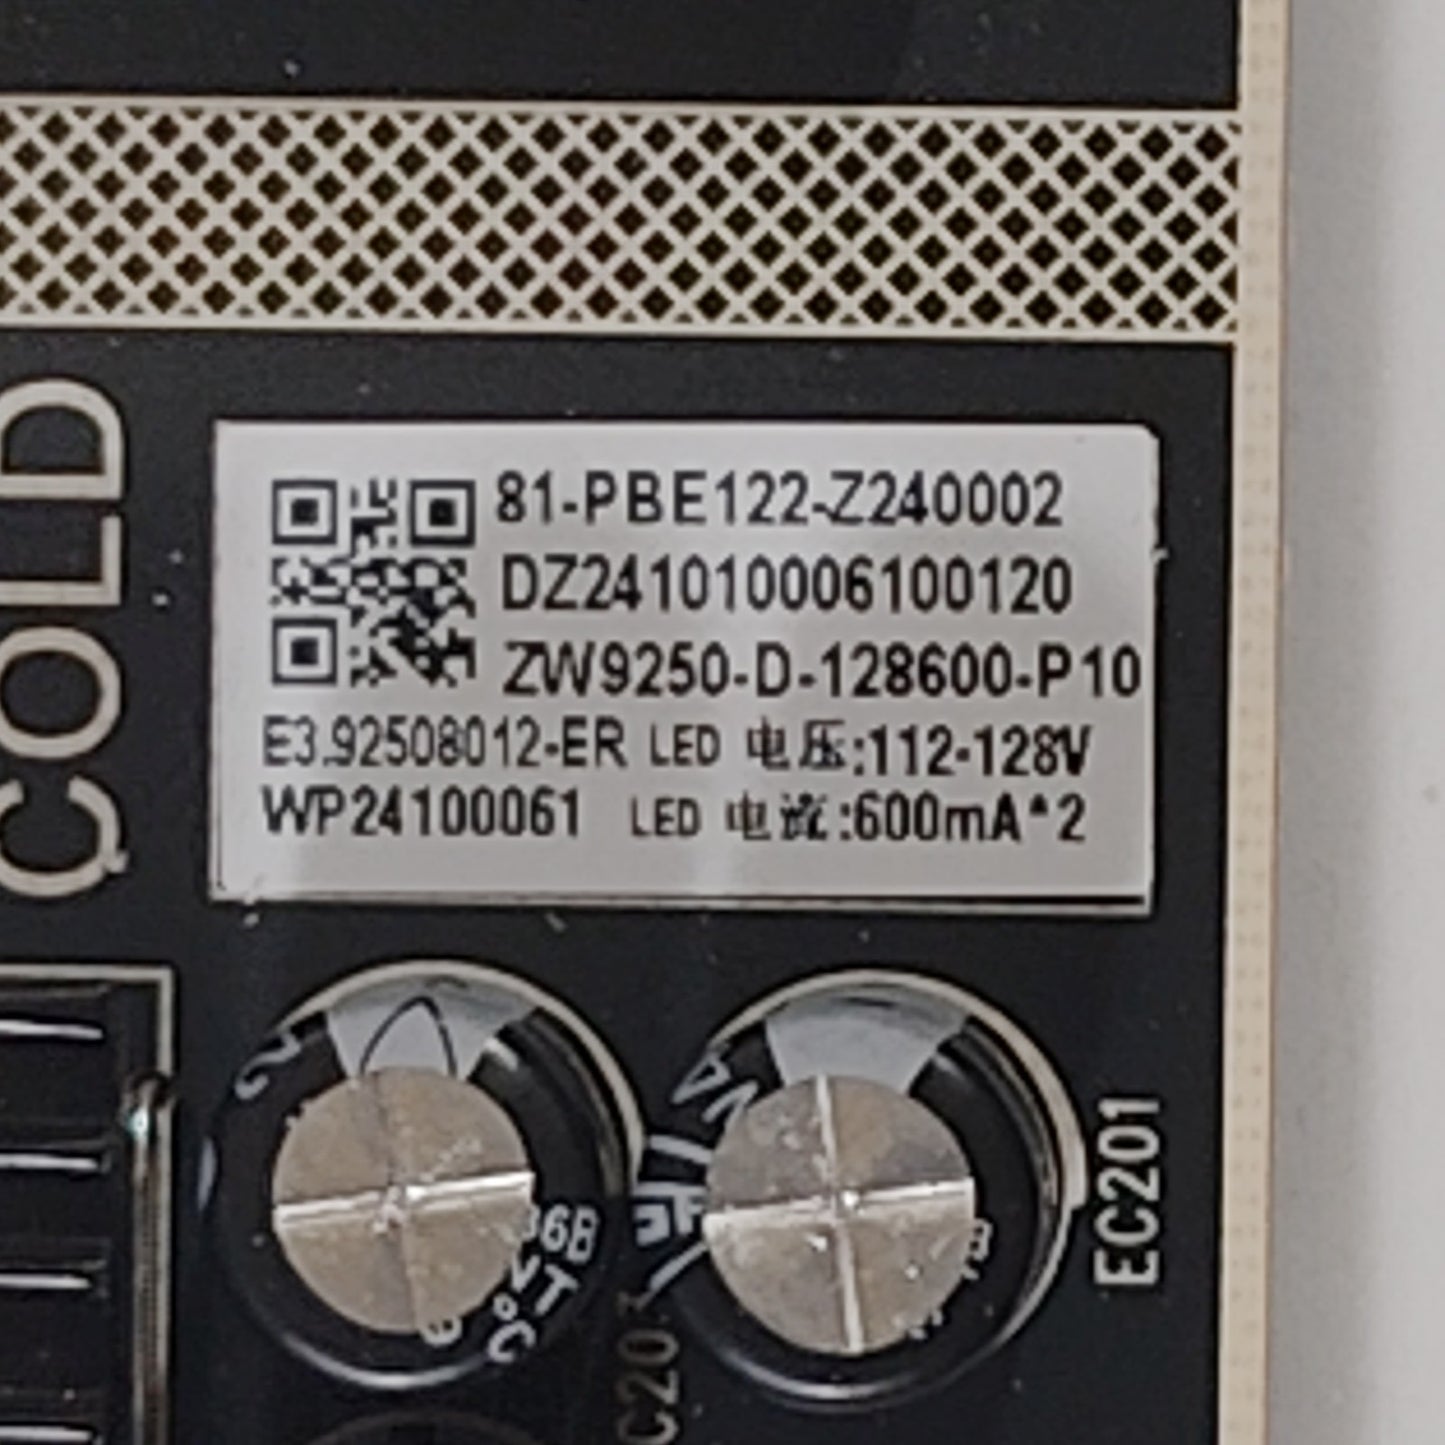 COLD
81-PBE122-Z240002
DZ241010006100120
ZW9250-D-128600-P10
E3.92508012-ER LED 电压:112-128V
WP24100061 LED 电流:600mA*2
EC201